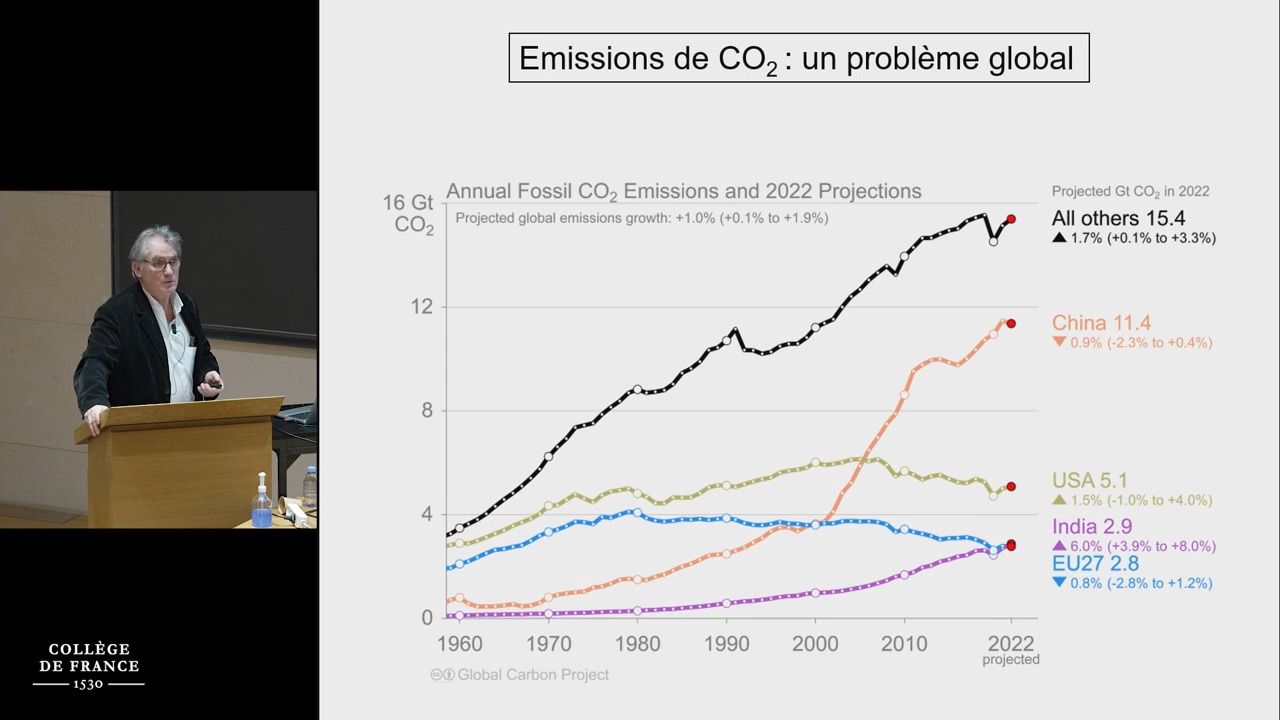 Emissions de CO₂ : un problème global
Annual Fossil CO₂ Emissions and 2022 Projections
Projected global emissions growth: +1.0% (+0.1% to +1.9%)
16 Gt
CO₂
12
8
4
0
1960 1970 1980 1990 2000 2010 2022
projected
Projected Gt CO₂ in 2022
All others 15.4
▲ 1.7% (+0.1% to +3.3%)
China 11.4
▼ 0.9% (-2.3% to +0.4%)
USA 5.1
▲ 1.5% (-1.0% to +4.0%)
India 2.9
▲ 6.0% (+3.9% to +8.0%)
EU27 2.8
▼ 0.8% (-2.8% to +1.2%)
Global Carbon Project
COLLÈGE
DE FRANCE
1530